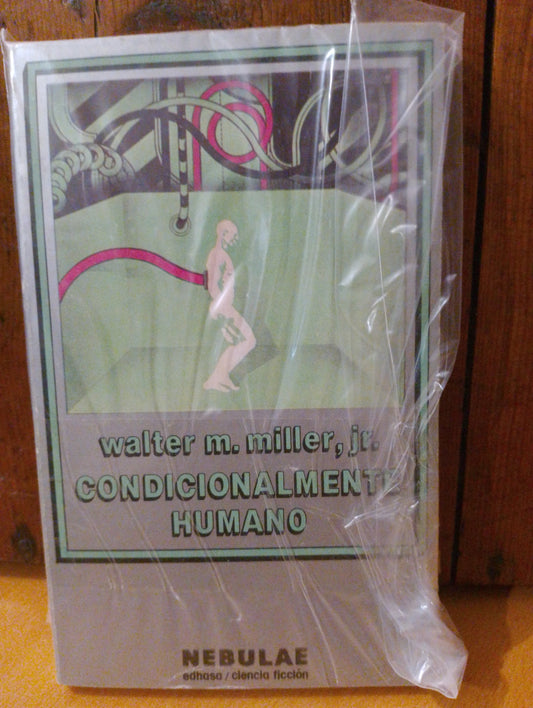 walter m. miller, jr.
CONDICIONALMENTE
HUMANO
NEBULAE
edhasa / ciencia ficción